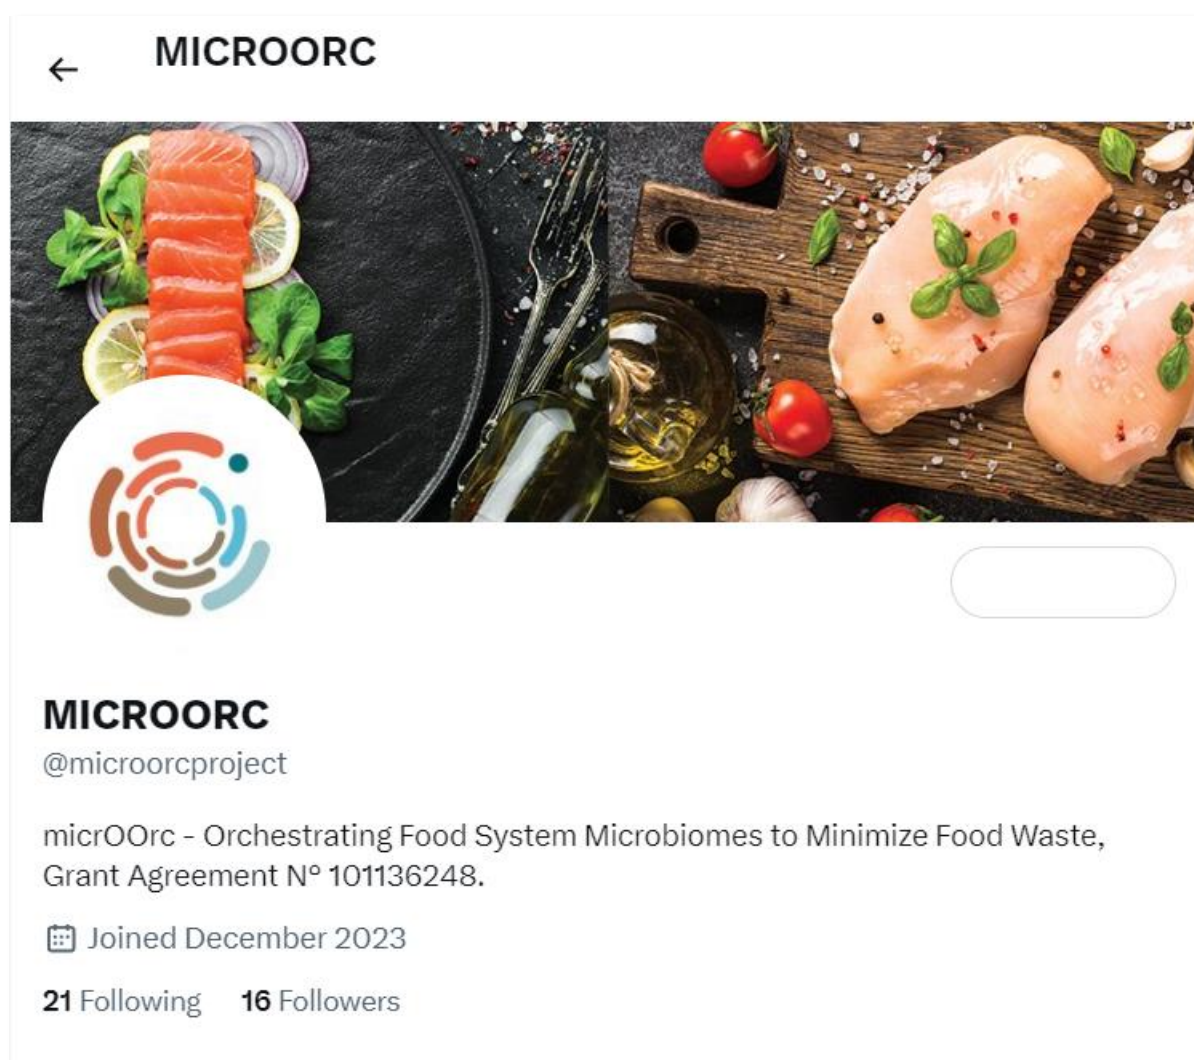 MICROORC
MICROORC
@microorcproject
micrOOrc - Orchestrating Food System Microbiomes to Minimize Food Waste,
Grant Agreement Nº 101136248.
Joined December 2023
21 Following 16 Followers